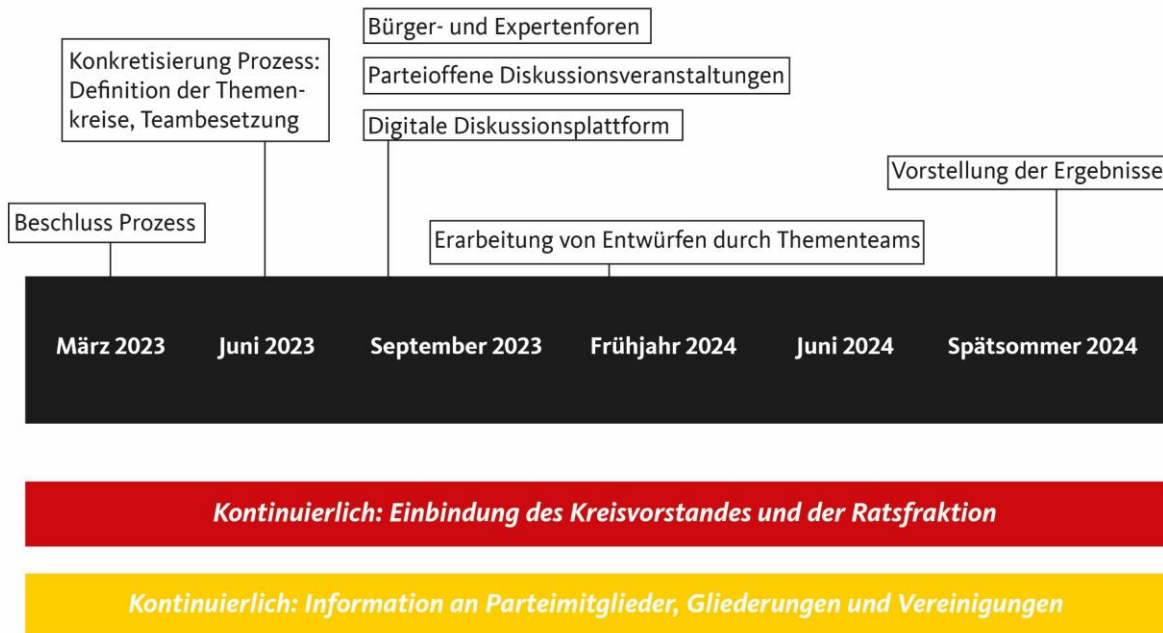 Bürger- und Expertenforen
Konkretisierung Prozess:
Definition der Themen-
kreise, Teambesetzung
Parteioffene Diskussionsveranstaltungen
Digitale Diskussionsplattform
Vorstellung der Ergebnisse
Beschluss Prozess
Erarbeitung von Entwürfen durch Thementeams
März 2023 Juni 2023 September 2023 Frühjahr 2024 Juni 2024 Spätsommer 2024
Kontinuierlich: Einbindung des Kreisvorstandes und der Ratsfraktion
Kontinuierlich: Information an Parteimitglieder, Gliederungen und Vereinigungen